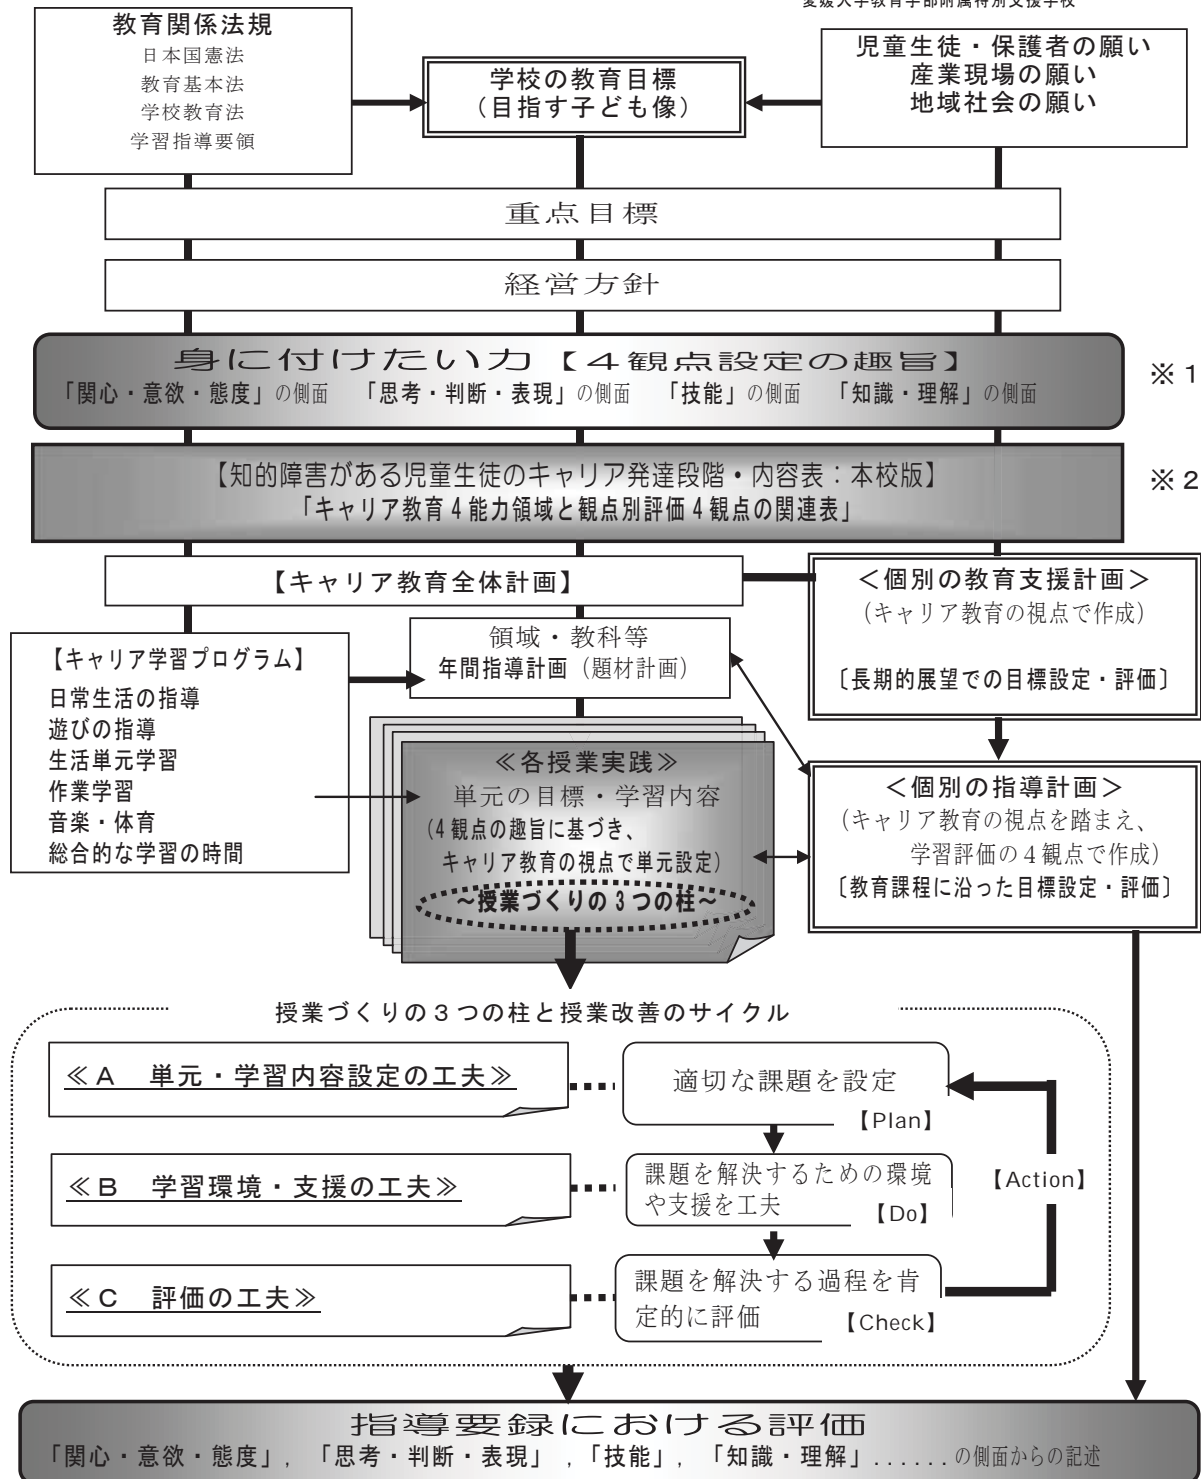 愛媛大学教育学部附属特別支援学校
教育関係法規
日本国憲法
教育基本法
学校教育法
学習指導要領
学校の教育目標
(目指す子ども像)
児童生徒・保護者の願い
産業現場の願い
地域社会の願い
重点目標
経営方針
身に付けたい力【4観点設定の趣旨】
「関心・意欲・態度」の側面 「思考・判断・表現」の側面 「技能」の側面 「知識・理解」の側面
※1
【知的障害がある児童生徒のキャリア発達段階・内容表：本校版】
「キャリア教育4能力領域と観点別評価4観点の関連表」
※2
【キャリア教育全体計画】
＜個別の教育支援計画＞
(キャリア教育の視点で作成)
〔長期的展望での目標設定・評価〕
【キャリア学習プログラム】
日常生活の指導
遊びの指導
生活単元学習
作業学習
音楽・体育
総合的な学習の時間
領域・教科等
年間指導計画（題材計画）
≪各授業実践≫
単元の目標・学習内容
(4観点の趣旨に基づき、
キャリア教育の視点で単元設定)
～授業づくりの3つの柱～
＜個別の指導計画＞
(キャリア教育の視点を踏まえ、
学習評価の4観点で作成)
〔教育課程に沿った目標設定・評価〕
授業づくりの3つの柱と授業改善のサイクル
≪A 単元・学習内容設定の工夫≫
適切な課題を設定
【Plan】
≪B 学習環境・支援の工夫≫
課題を解決するための環境
や支援を工夫 【Do】
【Action】
≪C 評価の工夫≫
課題を解決する過程を肯
定的に評価 【Check】
指導要録における評価
「関心・意欲・態度」，「思考・判断・表現」，「技能」，「知識・理解」......の側面からの記述